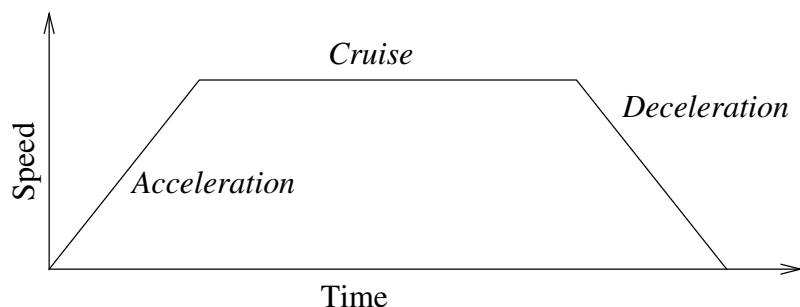 Cruise
Deceleration
Speed
Acceleration
Time